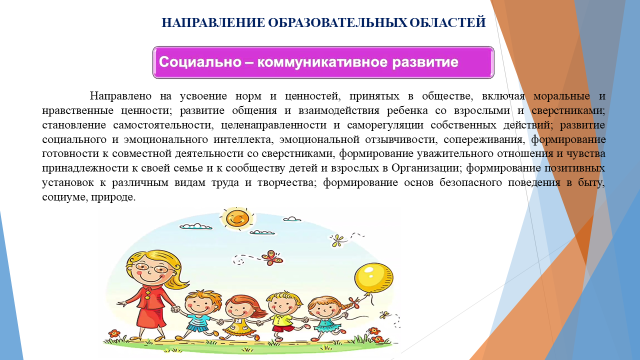 НАПРАВЛЕНИЕ ОБРАЗОВАТЕЛЬНЫХ ОБЛАСТЕЙ
Социально – коммуникативное развитие
Направлено на усвоение норм и ценностей, принятых в обществе, включая моральные и
нравственные ценности; развитие общения и взаимодействия ребенка со взрослыми и сверстниками;
становление самостоятельности, целенаправленности и саморегуляции собственных действий; развитие
социального и эмоционального интеллекта, эмоциональной отзывчивости, сопереживания, формирование
готовности к совместной деятельности со сверстниками, формирование уважительного отношения и чувства
принадлежности к своей семье и к сообществу детей и взрослых в Организации; формирование позитивных
установок к различным видам труда и творчества; формирование основ безопасного поведения в быту,
социуме, природе.